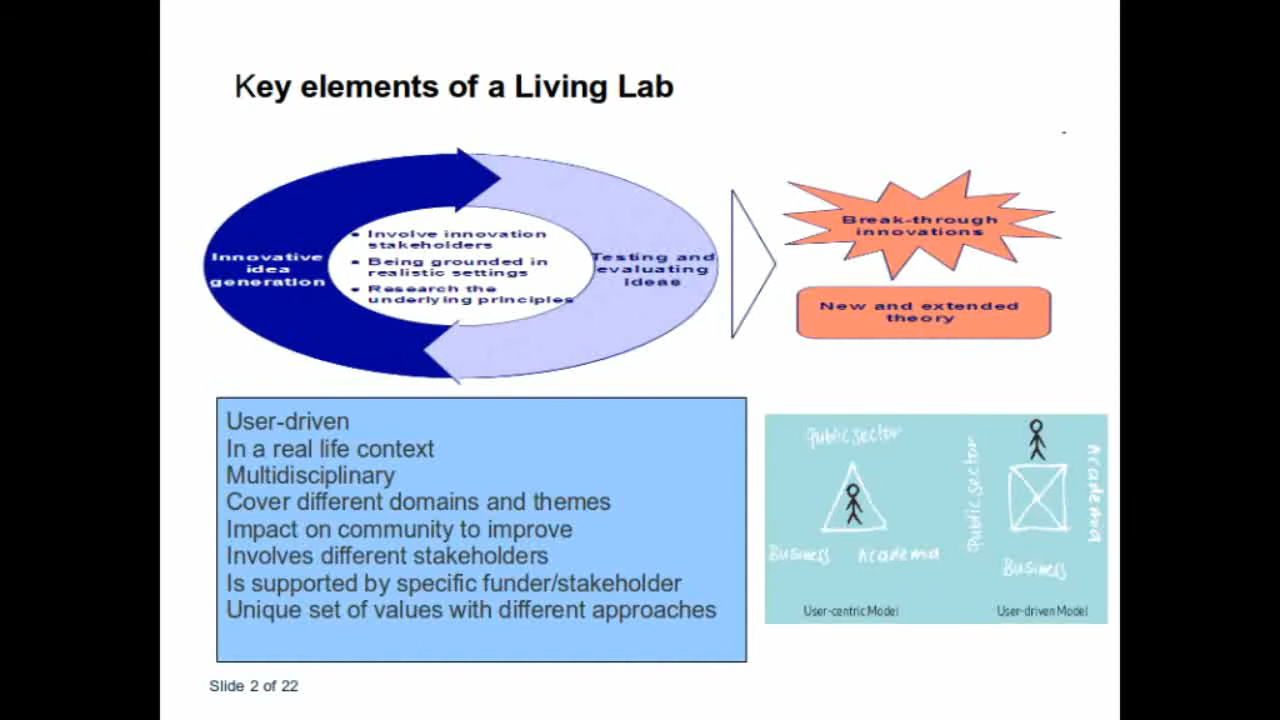 Key elements of a Living Lab
Innovative
idea
generation
• Involve innovation
stakeholders
• Being grounded in
realistic settings
• Research the
underlying principles
Testing and
evaluating
ideas
Break-through
innovations
New and extended
theory
User-driven
In a real life context
Multidisciplinary
Cover different domains and themes
Impact on community to improve
Involves different stakeholders
Is supported by specific funder/stakeholder
Unique set of values with different approaches
Public sector
Business
Academia
User-centric Model
Public sector
Academia
Business
User-driven Model
Slide 2 of 22